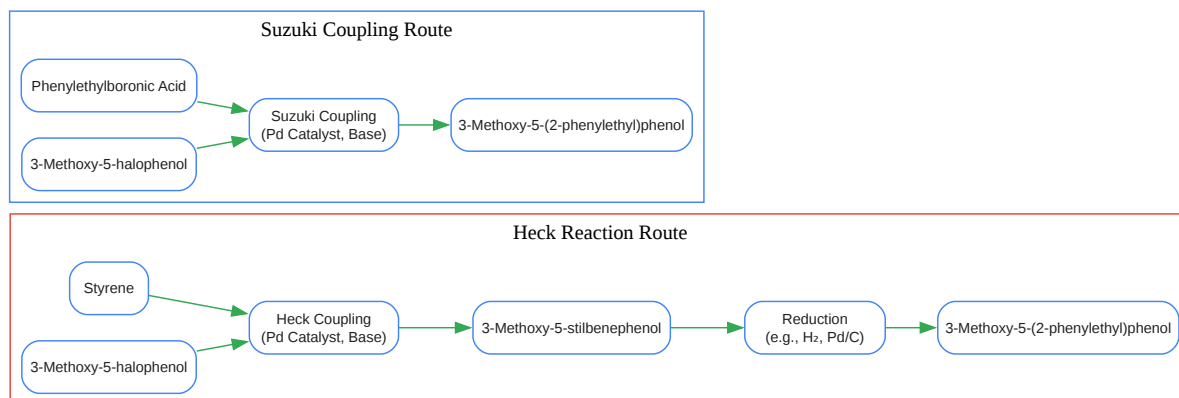 Suzuki Coupling Route
Phenylethylboronic Acid
3-Methoxy-5-halophenol
Suzuki Coupling
(Pd Catalyst, Base)
3-Methoxy-5-(2-phenylethyl)phenol
Heck Reaction Route
Styrene
3-Methoxy-5-halophenol
Heck Coupling
(Pd Catalyst, Base)
3-Methoxy-5-stilbenephenol
Reduction
(e.g., H₂, Pd/C)
3-Methoxy-5-(2-phenylethyl)phenol